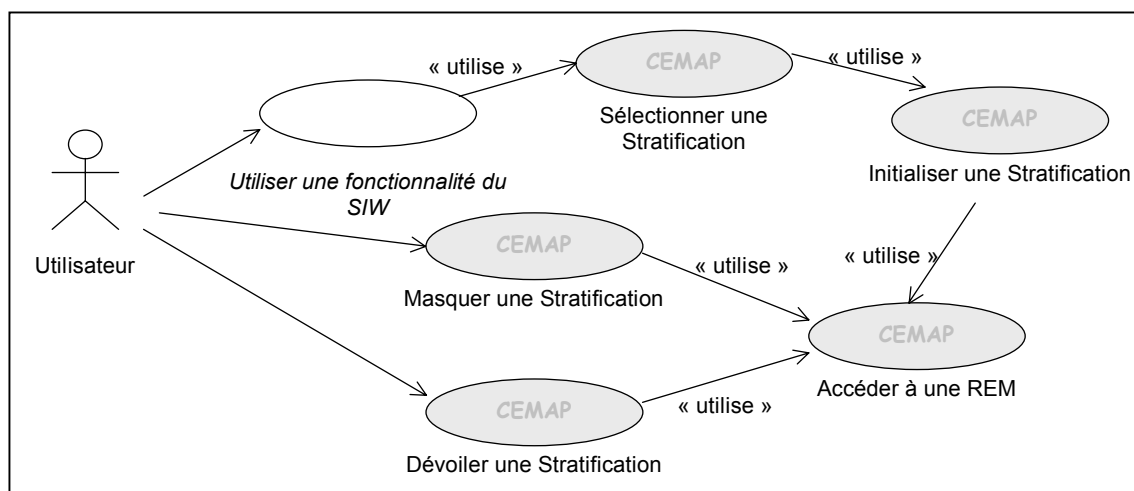 « utilise »
CEMAP
« utilise »
Sélectionner une
Stratification
CEMAP
Initialiser une Stratification
Utiliser une fonctionnalité du
SIW
Utilisateur
CEMAP
Masquer une Stratification
« utilise »
« utilise »
CEMAP
Accéder à une REM
CEMAP
Dévoiler une Stratification
« utilise »